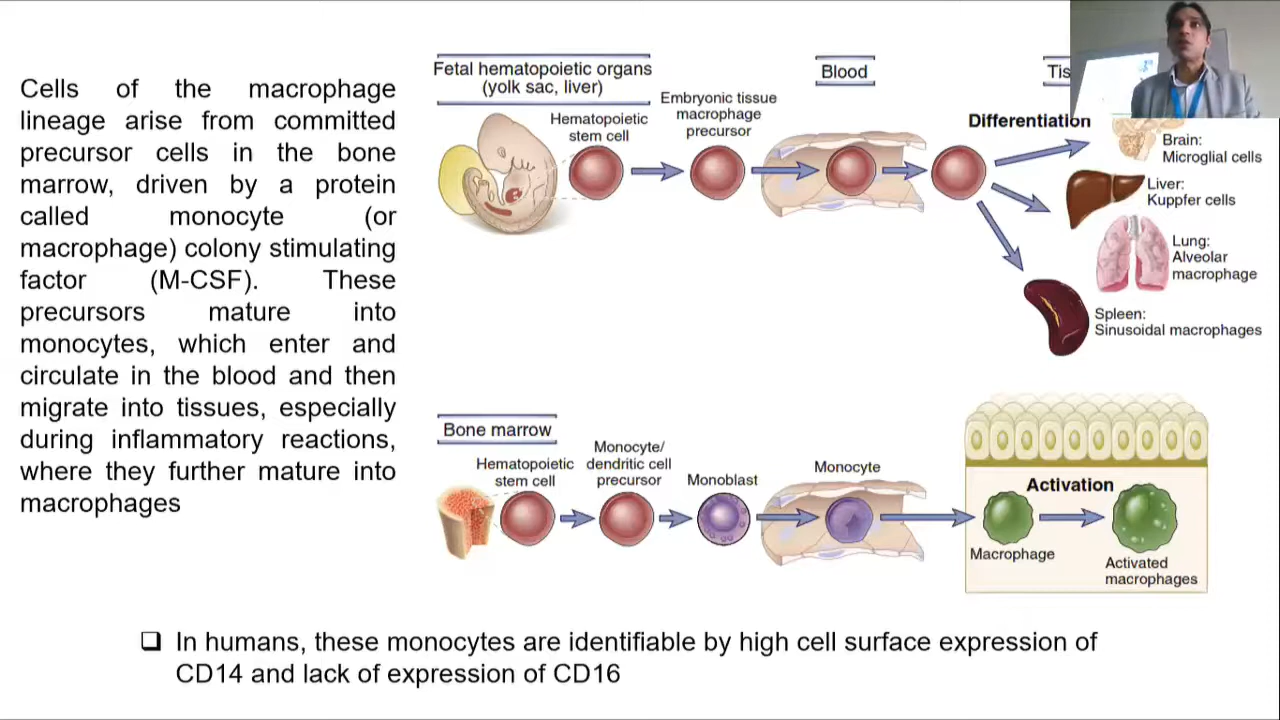 Cells of the macrophage
lineage arise from committed
precursor cells in the bone
marrow, driven by a protein
called monocyte (or
macrophage) colony stimulating
factor (M-CSF). These
precursors mature into
monocytes, which enter and
circulate in the blood and then
migrate into tissues, especially
during inflammatory reactions,
where they further mature into
macrophages
Fetal hematopoietic organs
(yolk sac, liver)
Blood
Hematopoietic
stem cell
Embryonic tissue
macrophage
precursor
Differentiation
Brain:
Microglial cells
Liver:
Kuppfer cells
Lung:
Alveolar
macrophage
Spleen:
Sinusoidal macrophages
Bone marrow
Hematopoietic
stem cell
Monocyte/
dendritic cell
precursor
Monoblast
Monocyte
Activation
Macrophage
Activated
macrophages
❑ In humans, these monocytes are identifiable by high cell surface expression of
CD14 and lack of expression of CD16